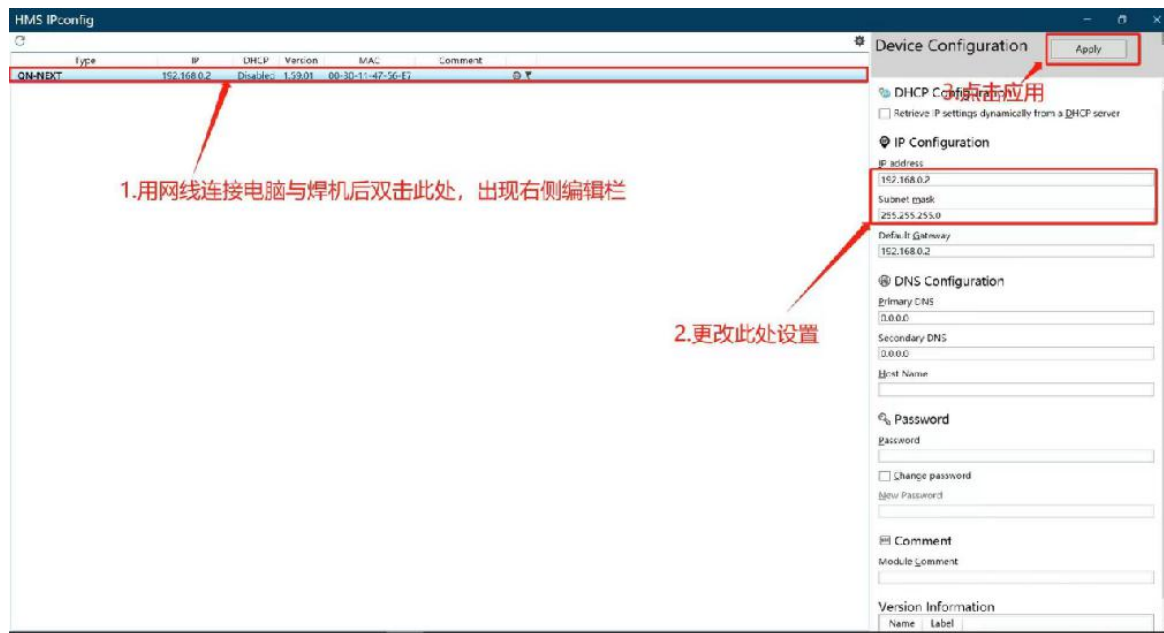 HMS IPconfig
Device Configuration
Apply
Type IP DHCP Version MAC Comment
QN-NEXT 192.168.0.2 Disabled 1.59.01 00-30-11-47-56-E7
DHCP Configuration
3.点击应用
Retrieve IP settings dynamically from a DHCP server
IP Configuration
IP address
192.168.0.2
1.用网线连接电脑与焊机后双击此处，出现右侧编辑栏
Subnet mask
255.255.255.0
Default Gateway
192.168.0.2
DNS Configuration
Primary DNS
0.0.0.0
2.更改此处设置
Secondary DNS
0.0.0.0
Host Name
Password
Password
Change password
New Password
Comment
Module Comment
Version Information
Name Label